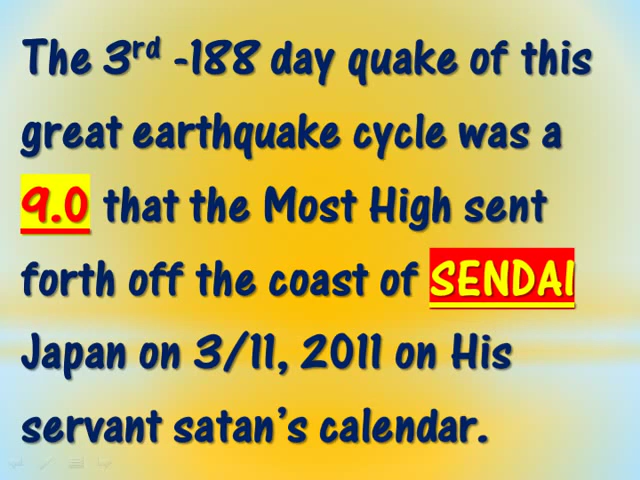 The 3rd -188 day quake of this
great earthquake cycle was a
9.0 that the Most High sent
forth off the coast of SENDAI
Japan on 3/11, 2011 on His
servant satan's calendar.